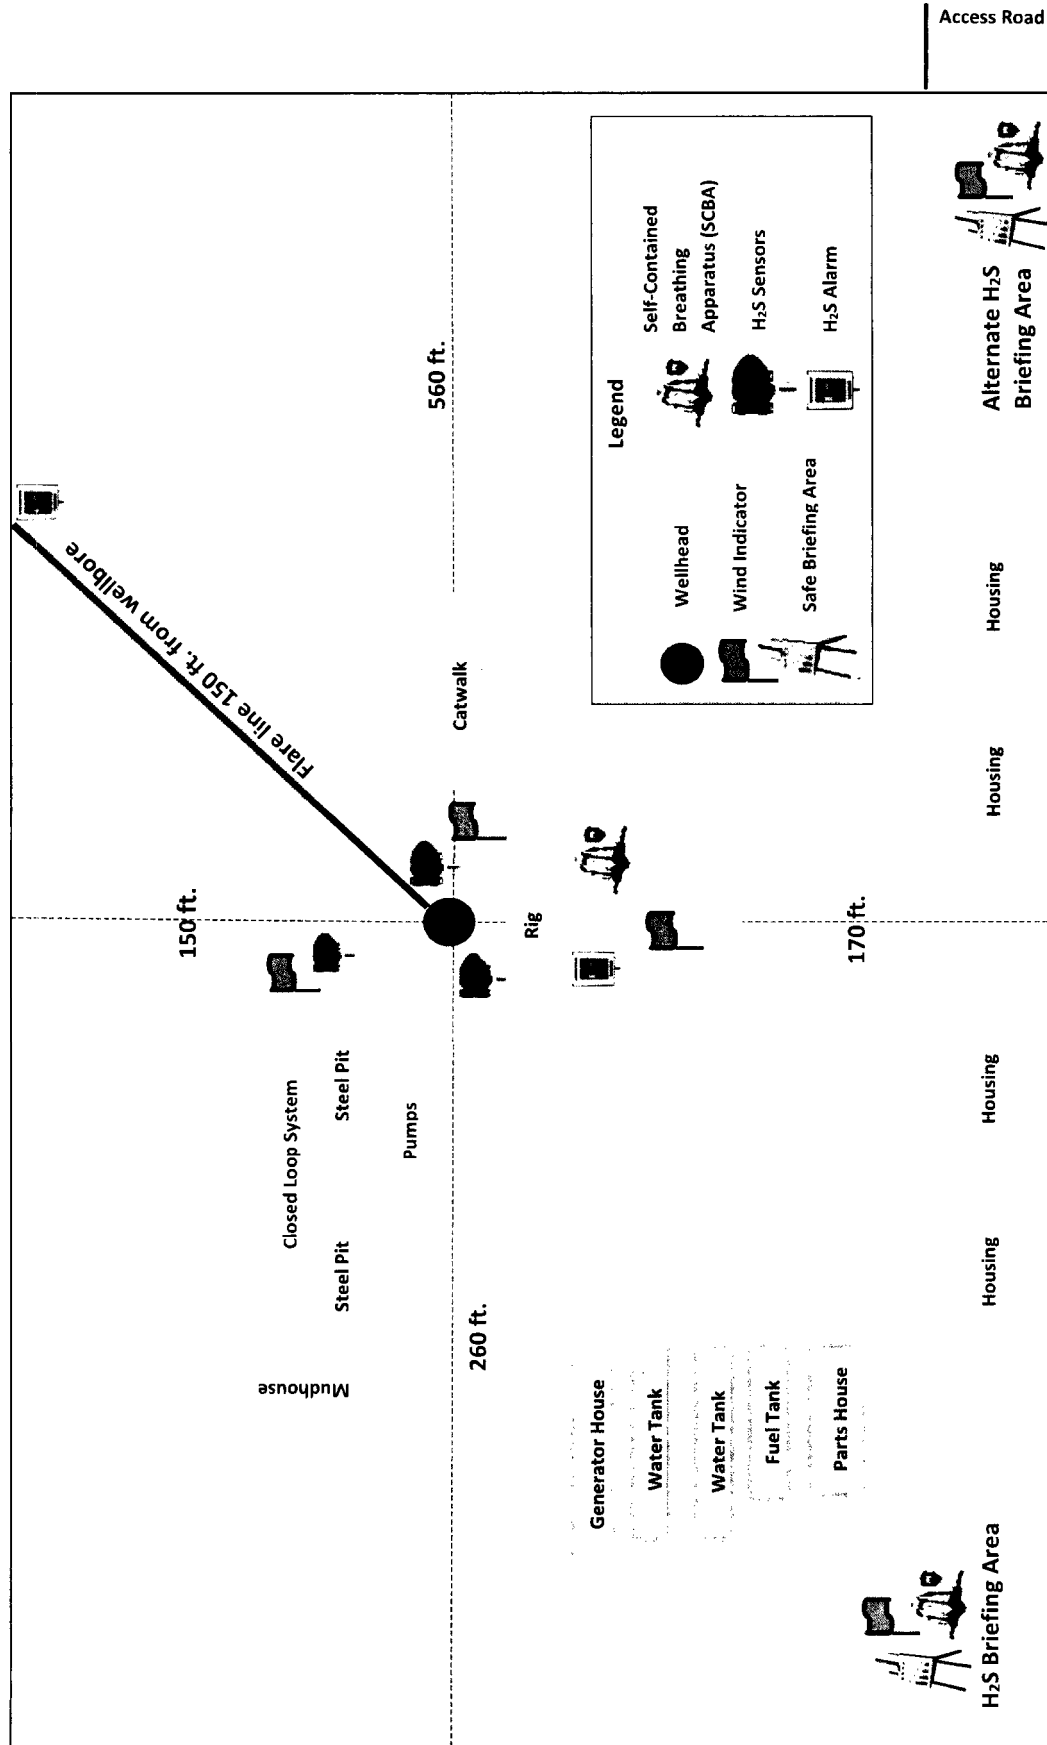 Access Road
150 ft.
Flare line 150 ft. from wellbore
560 ft.
Catwalk
Rig
Closed Loop System
Steel Pit
Steel Pit
Pumps
Mudhouse
260 ft.
170 ft.
Legend
Wellhead
Wind Indicator
Safe Briefing Area
Self-Contained
Breathing
Apparatus (SCBA)
H₂S Sensors
H₂S Alarm
Generator House
Water Tank
Water Tank
Fuel Tank
Parts House
Housing
Housing
Housing
Housing
H₂S Briefing Area
Alternate H₂S
Briefing Area